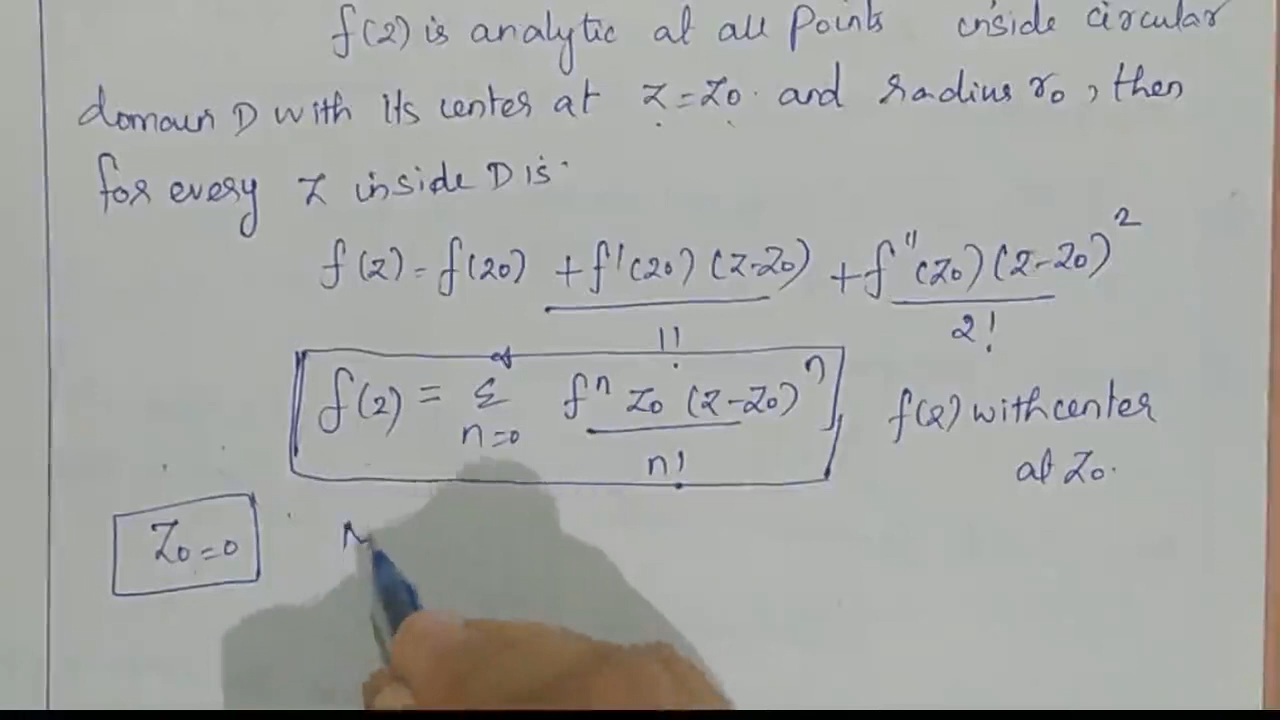 f(z) is analytic at all points inside circular
domain D with its center at z = z₀. and radius r₀, then
for every z inside D is.
f(z) = f(z₀) + f'(z₀) (z-z₀) / 1! + f''(z₀) (z-z₀)² / 2!
f(z) = Σ n=0 ∞ fⁿ z₀ (z-z₀)ⁿ / n! f(z) with center
at z₀.
z₀ = 0